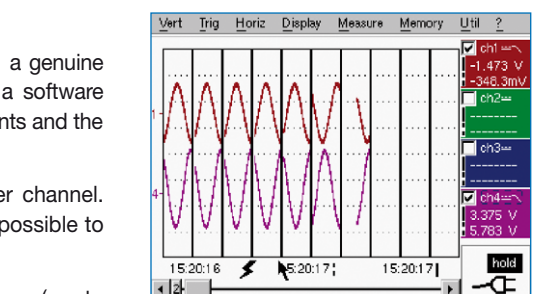 a genuine
a software
nts and the
er channel.
possible to
Vert Trig Horiz Display Measure Memory Util ?
ch1
-1.473 V
-346.3mV
ch2
--------
--------
ch3
--------
--------
ch4
3.375 V
5.783 V
1-
4-
15:20:16 15:20:17 15:20:17
hold
2